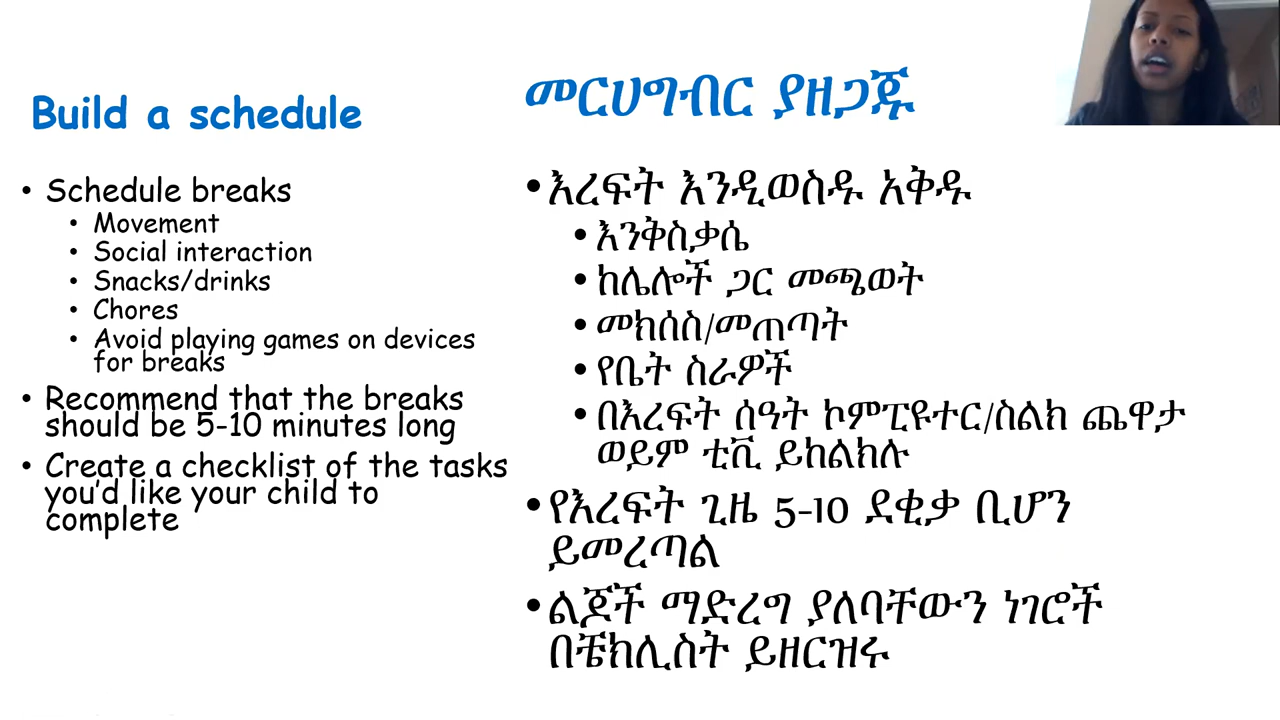 Build a schedule
• Schedule breaks
• Movement
• Social interaction
• Snacks/drinks
• Chores
• Avoid playing games on devices
for breaks
• Recommend that the breaks
should be 5-10 minutes long
• Create a checklist of the tasks
you'd like your child to
complete
መርሀግብር ያዘጋጁ
• እረፍት እንዲወስዱ አቅዱ
• እንቅስቃሴ
• ከሌሎች ጋር መጫወት
• መክሰስ/መጠጣት
• የቤት ስራዎች
• በእረፍት ሰዓት ኮምፒዩተር/ስልክ ጨዋታ
ወይም ቲቪ ይከልክሉ
• የእረፍት ጊዜ 5-10 ደቂቃ ቢሆን
ይመረጣል
• ልጆች ማድረግ ያለባቸውን ነገሮች
በቼክሊስት ይዘርዝሩ